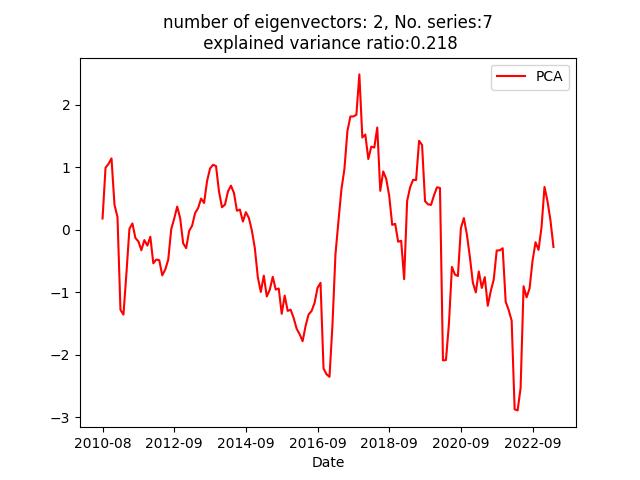 number of eigenvectors: 2, No. series:7
explained variance ratio:0.218
PCA
2
1
0
−1
−2
−3
2010-08 2012-09 2014-09 2016-09 2018-09 2020-09 2022-09
Date